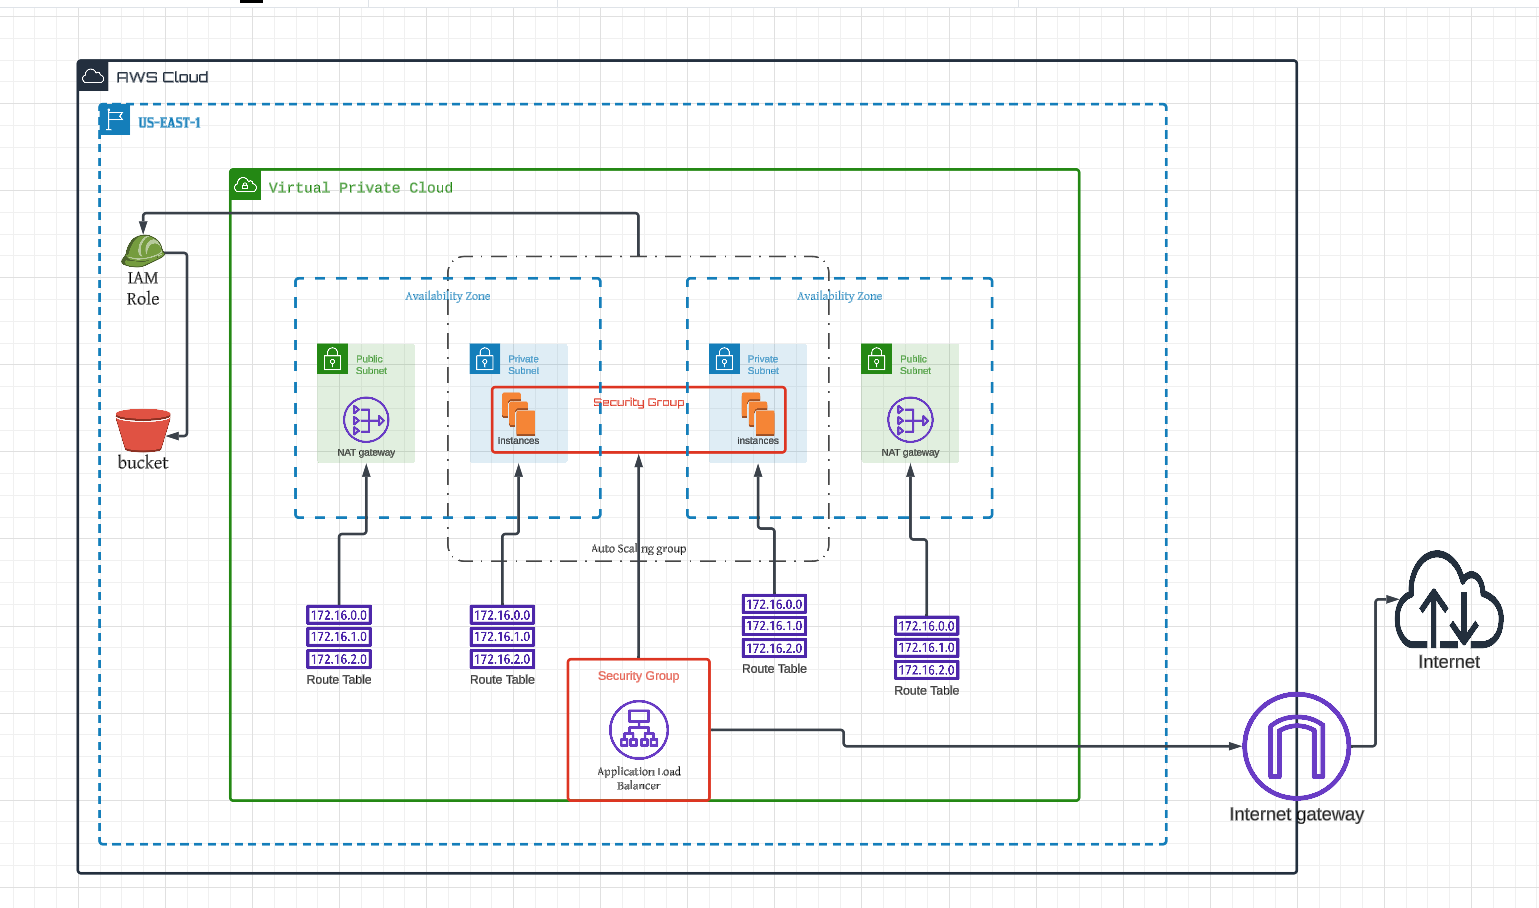 AWS Cloud
US-EAST-1
Virtual Private Cloud
IAM
Role
bucket
Availability Zone
Availability Zone
Public
Subnet
Private
Subnet
Private
Subnet
Public
Subnet
Security Group
NAT gateway
instances
instances
NAT gateway
Auto Scaling group
172.16.0.0
172.16.1.0
172.16.2.0
Route Table
172.16.0.0
172.16.1.0
172.16.2.0
Route Table
172.16.0.0
172.16.1.0
172.16.2.0
Route Table
172.16.0.0
172.16.1.0
172.16.2.0
Route Table
Security Group
Application Load
Balancer
Internet
Internet gateway